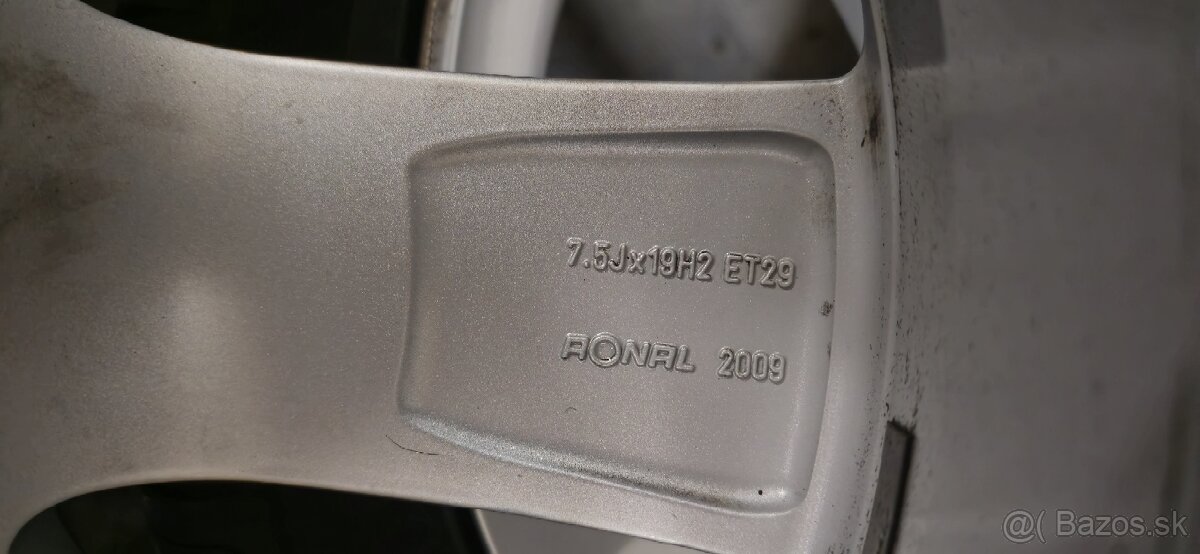 7.5Jx19H2 ET29
RONAL 2009
@( Bazos.sk